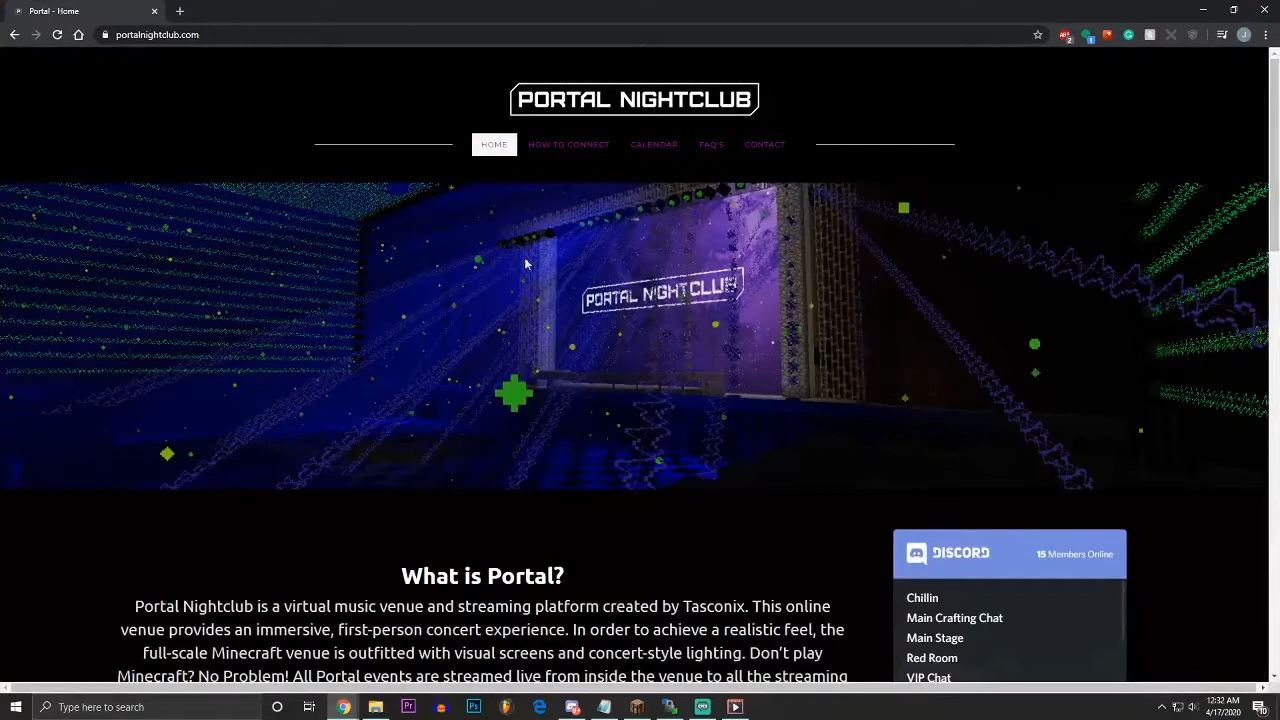 Portal - Home
portalnightclub.com
PORTAL NIGHTCLUB
HOME HOW TO CONNECT CALENDAR FAQ'S CONTACT
PORTAL NIGHTCLUB
What is Portal?
Portal Nightclub is a virtual music venue and streaming platform created by Tasconix. This online
venue provides an immersive, first-person concert experience. In order to achieve a realistic feel, the
full-scale Minecraft venue is outfitted with visual screens and concert-style lighting. Don't play
Minecraft? No Problem! All Portal events are streamed live from inside the venue to all the streaming
DISCORD 15 Members Online
Chillin
Main Crafting Chat
Main Stage
Red Room
VIP Chat
Type here to search
12:32 AM
4/17/2020